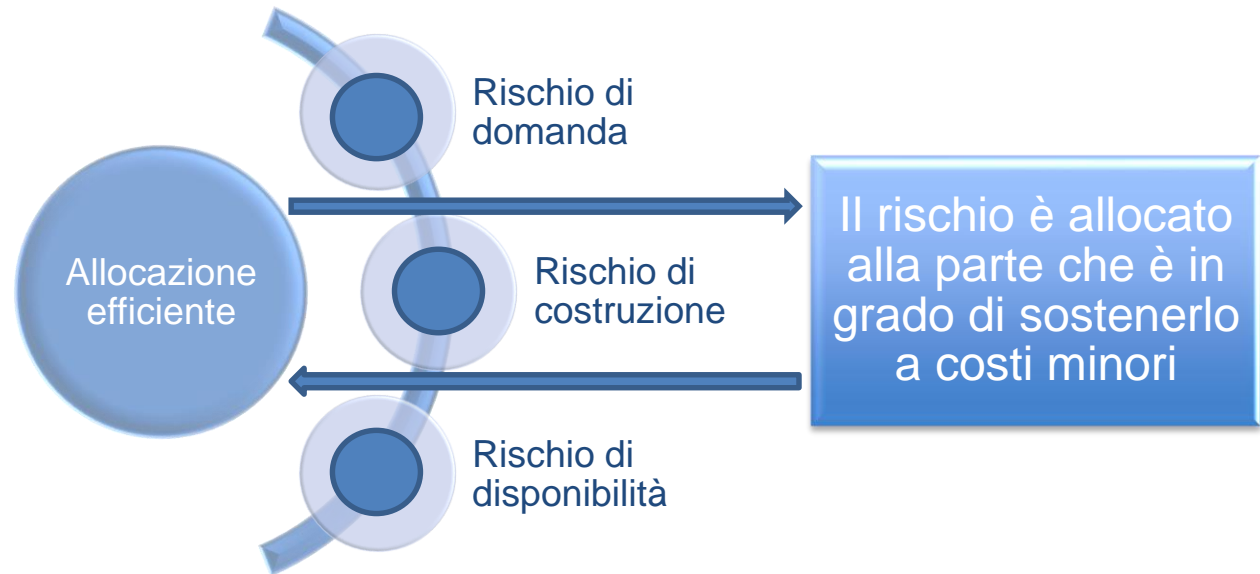 Allocazione
efficiente
Rischio di
domanda
Rischio di
costruzione
Rischio di
disponibilità
Il rischio è allocato
alla parte che è in
grado di sostenerlo
a costi minori